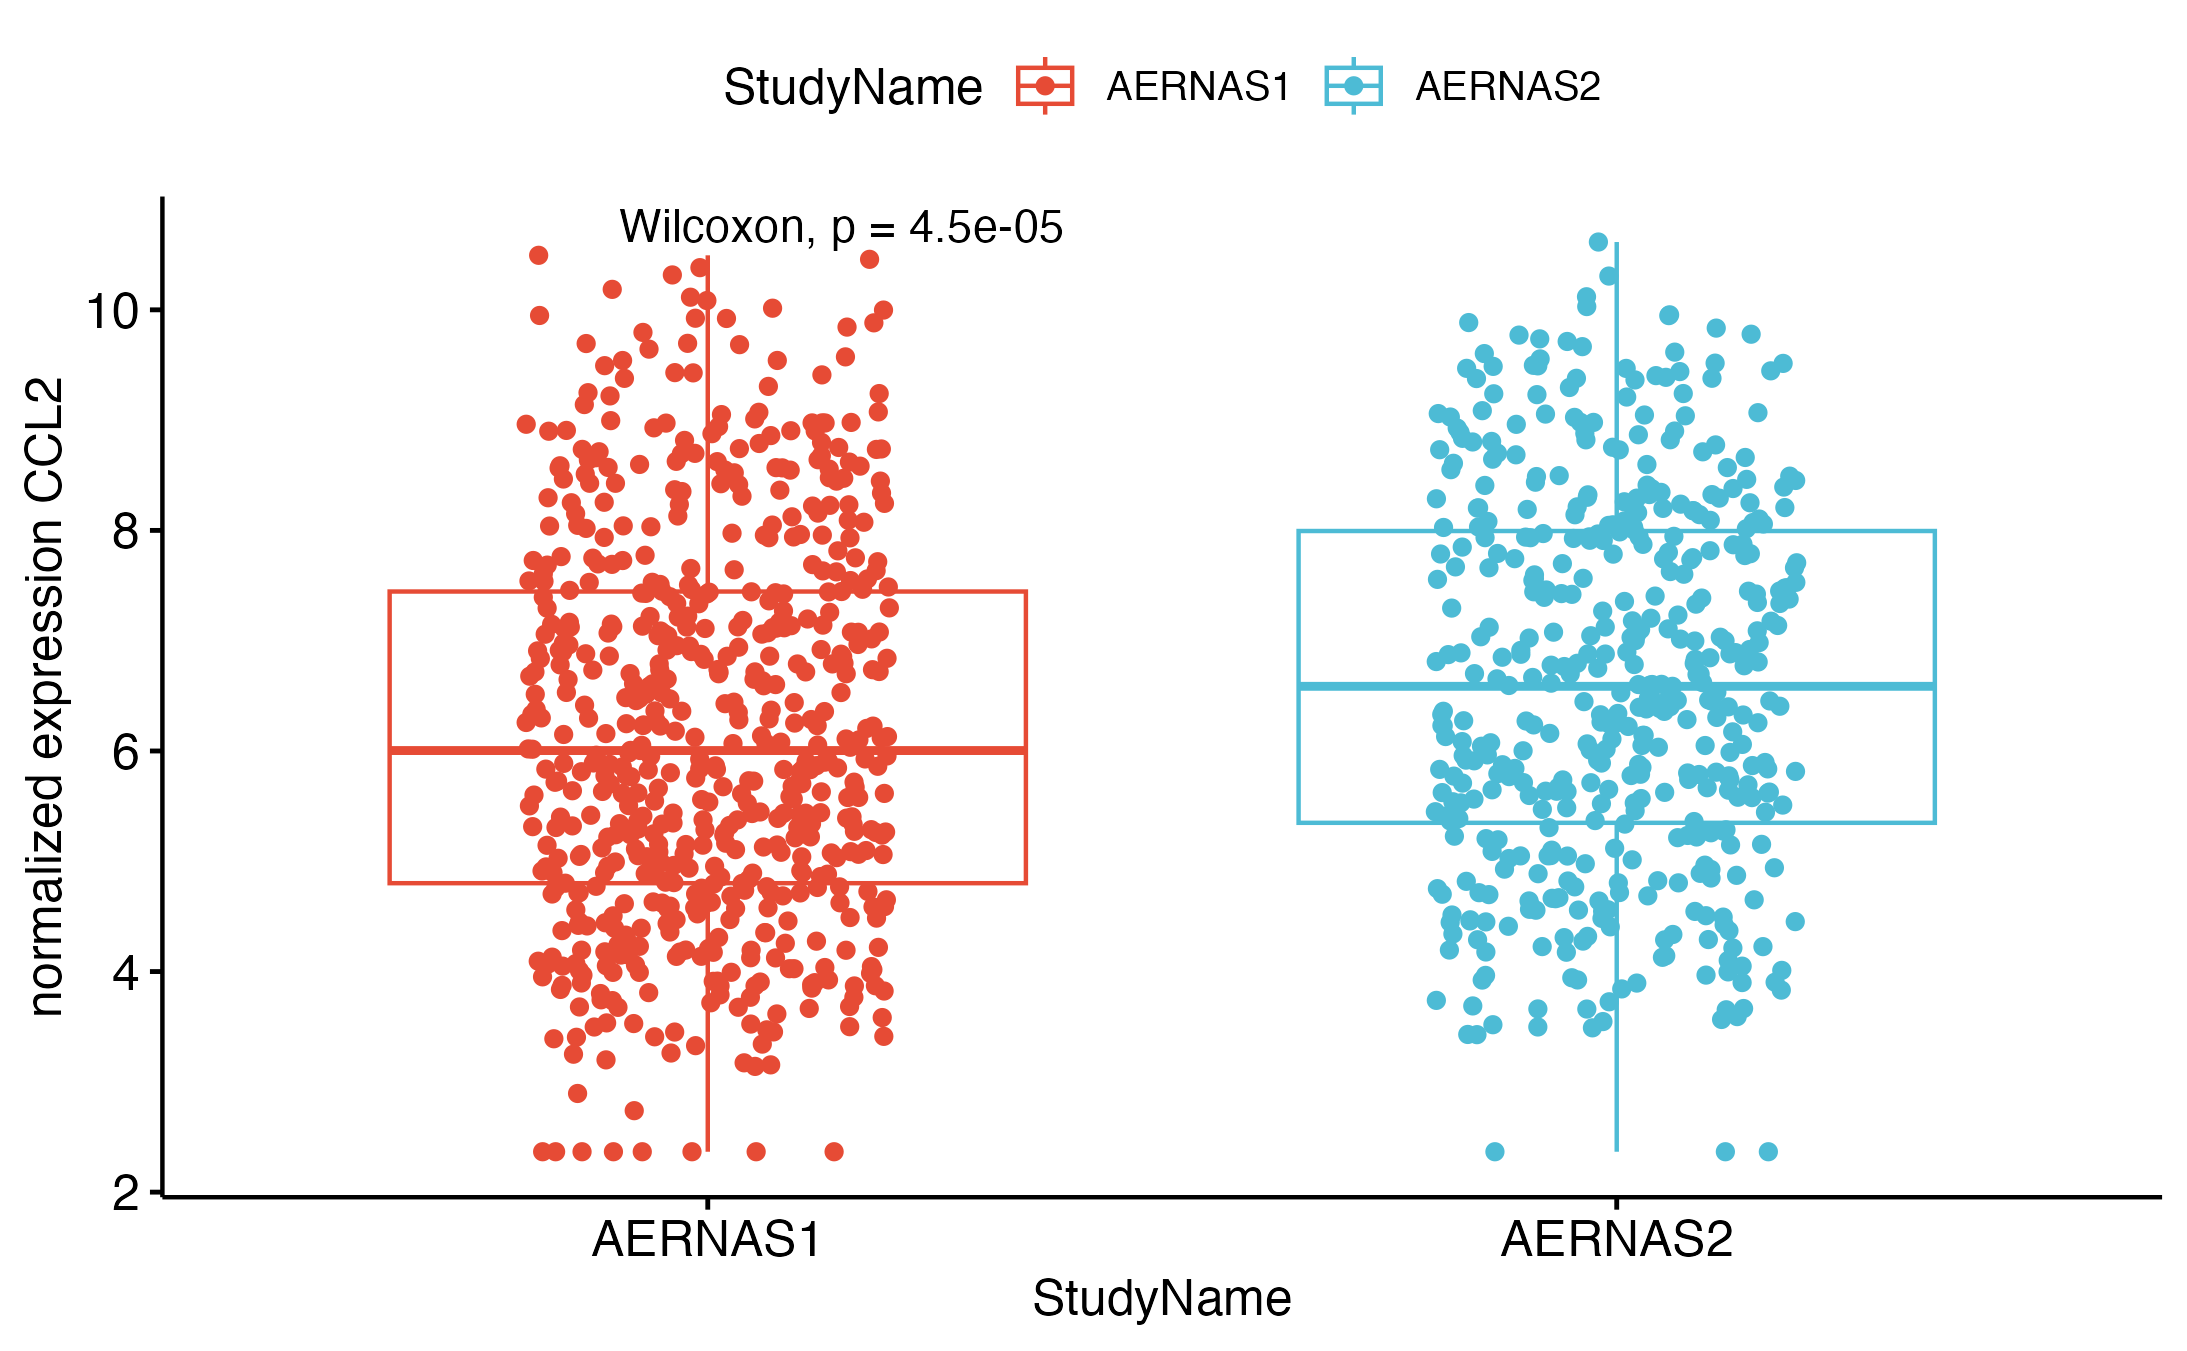 StudyName AERNAS1 AERNAS2
Wilcoxon, p = 4.5e-05
normalized expression CCL2
10
8
6
4
2
AERNAS1 AERNAS2
StudyName